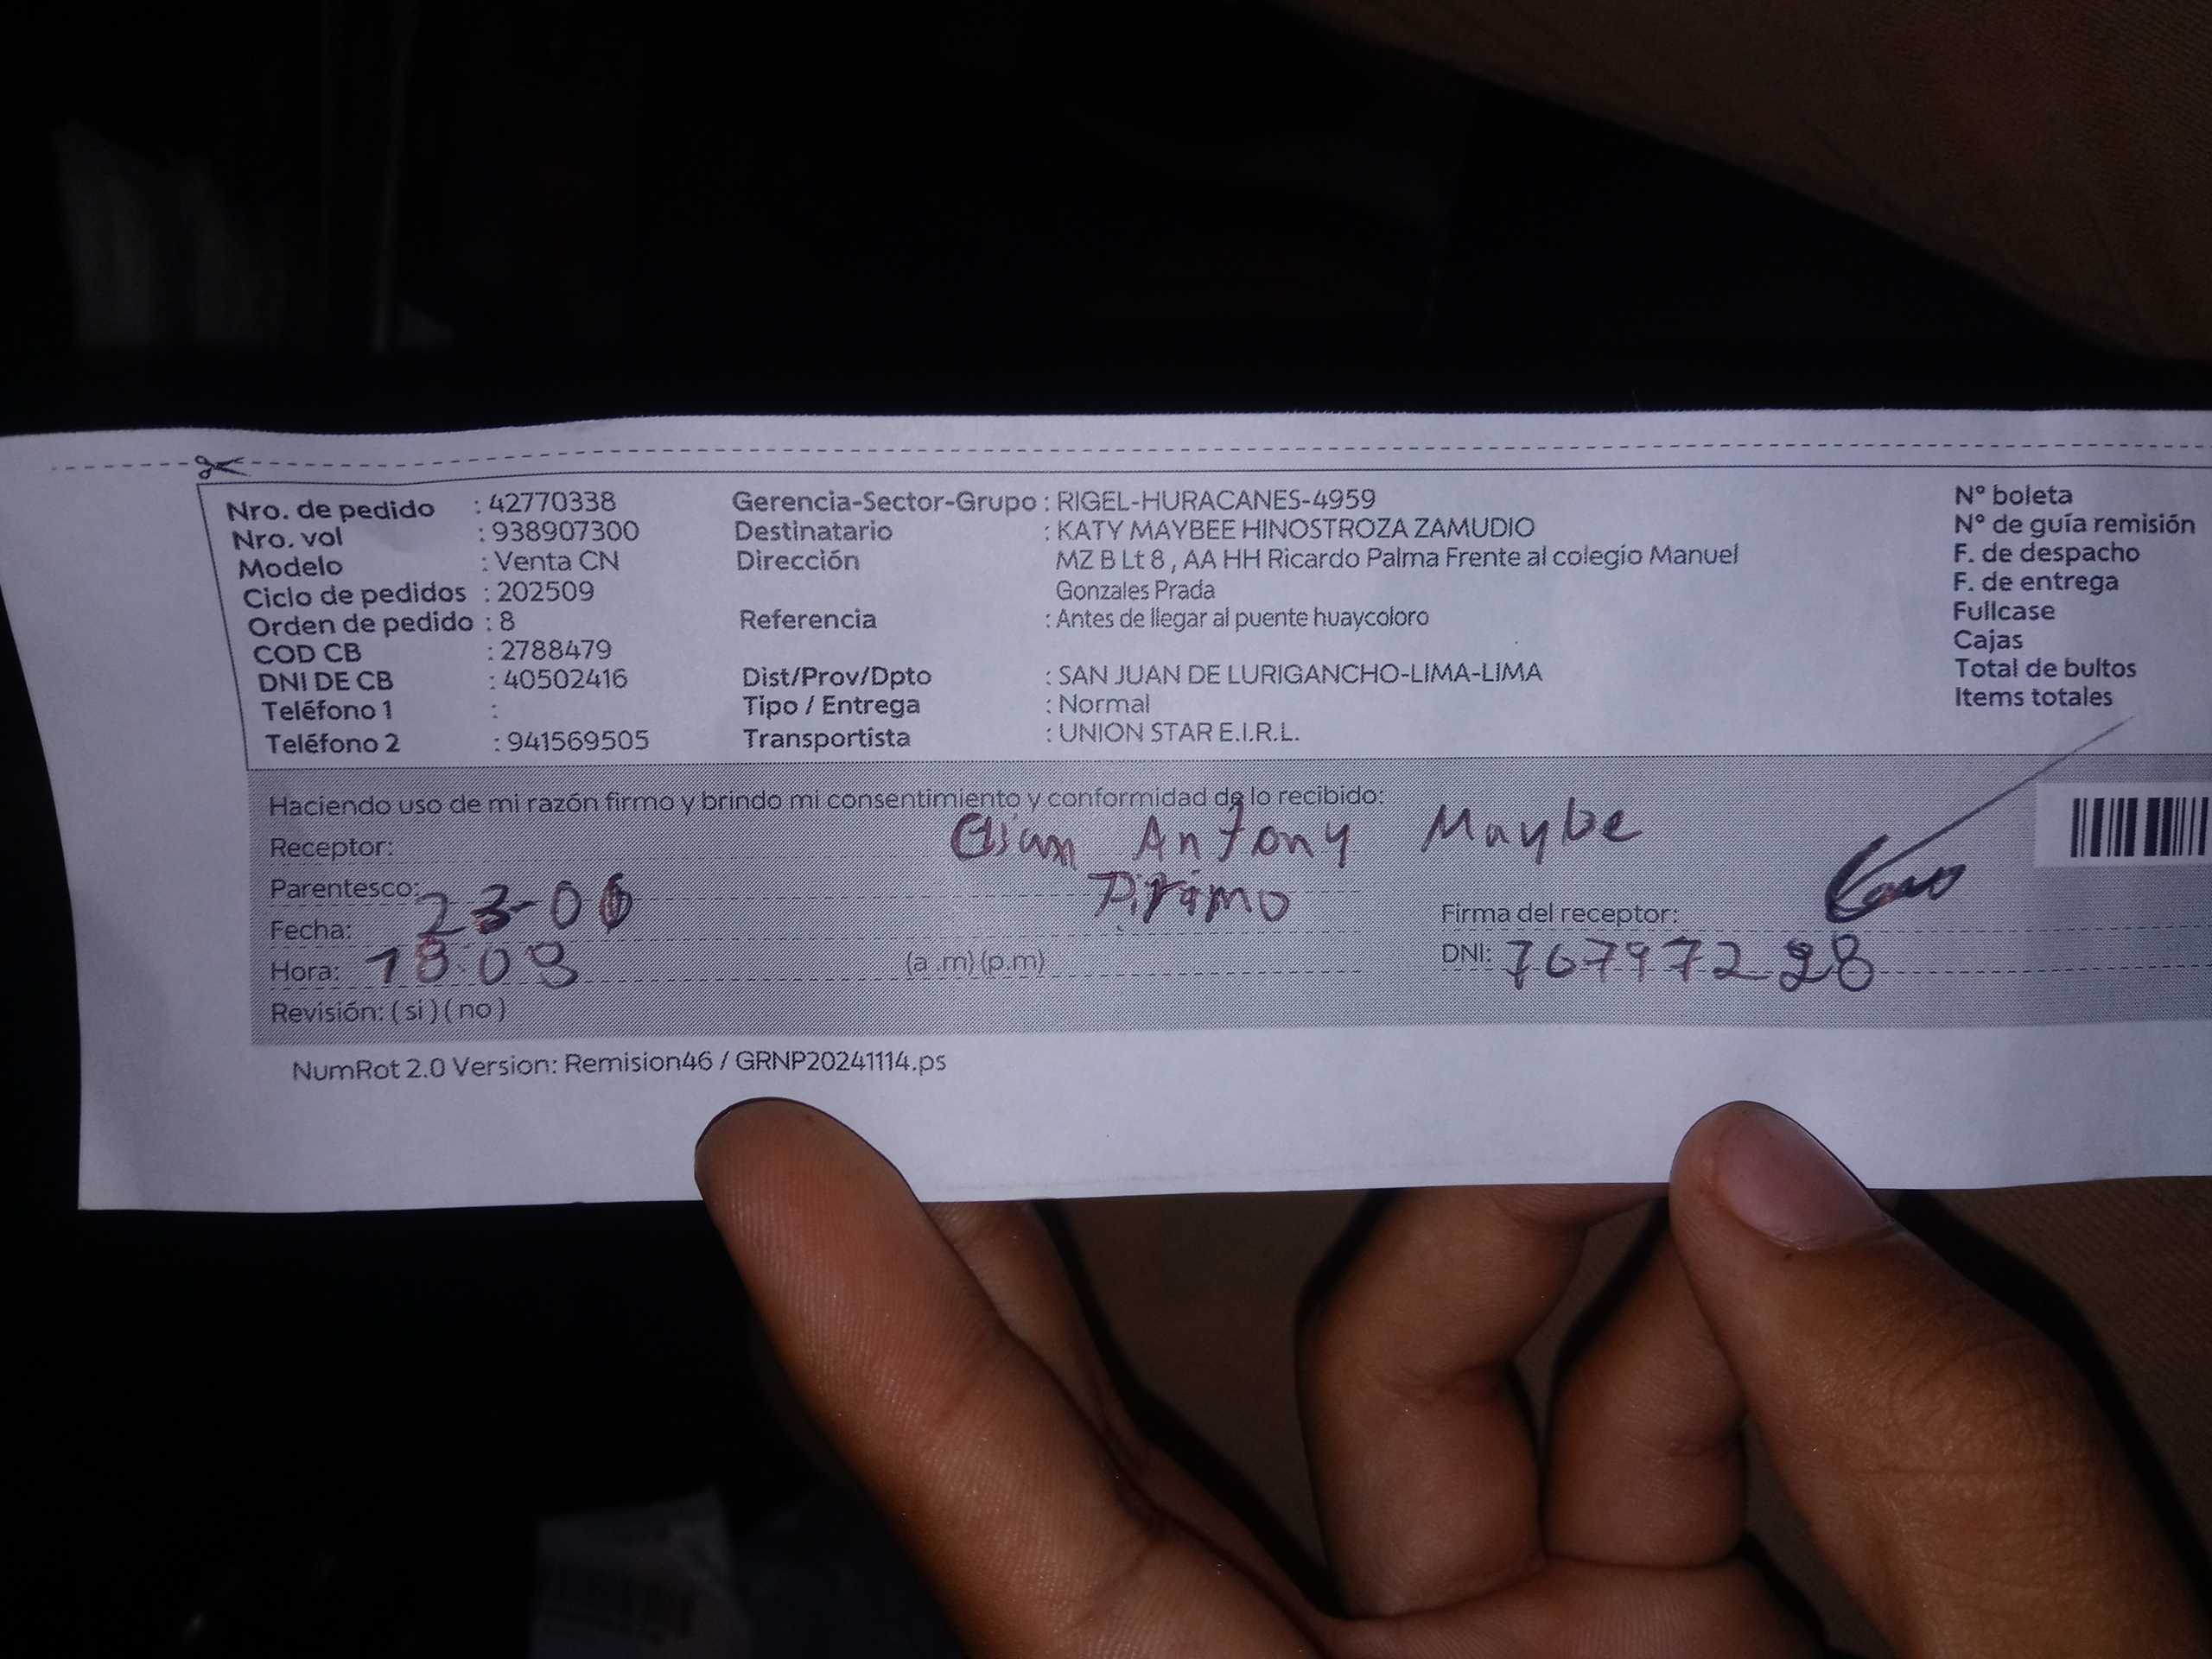 Nro. de pedido : 42770338 Gerencia-Sector-Grupo : RIGEL-HURACANES-4959 N° boleta
Nro. vol : 938907300 Destinatario : KATY MAYBEE HINOSTROZA ZAMUDIO N° de guía remisión
Modelo : Venta CN Dirección MZ B Lt 8 , AA HH Ricardo Palma Frente al colegio Manuel F. de despacho
Ciclo de pedidos : 202509 Gonzales Prada F. de entrega
Orden de pedido : 8 Referencia : Antes de llegar al puente huaycoloro Fullcase
COD CB : 2788479 Cajas
DNI DE CB : 40502416 Dist/Prov/Dpto : SAN JUAN DE LURIGANCHO-LIMA-LIMA Total de bultos
Teléfono 1 : Tipo / Entrega : Normal Items totales
Teléfono 2 : 941569505 Transportista : UNION STAR E.I.R.L.
Haciendo uso de mi razón firmo y brindo mi consentimiento y conformidad de lo recibido:
Receptor: Antony Maybe
Parentesco:
Fecha: 23-06 Firma del receptor:
Hora: 18:09 (a .m) (p.m) DNI:
Revisión: ( si ) ( no )
NumRot 2.0 Version: Remision46 / GRNP20241114.ps